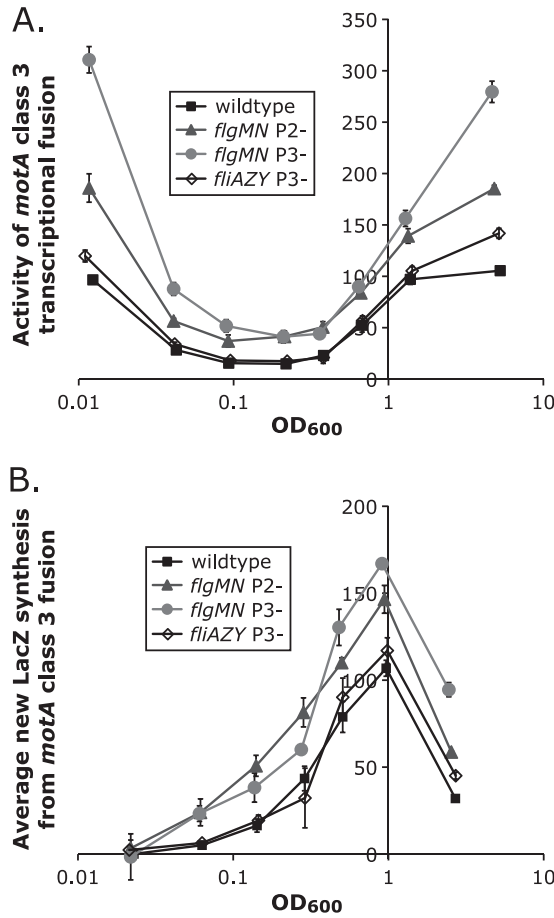 A.
Activity of motA class 3
transcriptional fusion
350
300
250
200
150
100
50
0
wildtype
flgMN P2-
flgMN P3-
fliAZY P3-
0.01
0.1
1
10
OD600
B.
Average new LacZ synthesis
from motA class 3 fusion
200
150
100
50
0
wildtype
flgMN P2-
flgMN P3-
fliAZY P3-
0.01
0.1
1
10
OD600